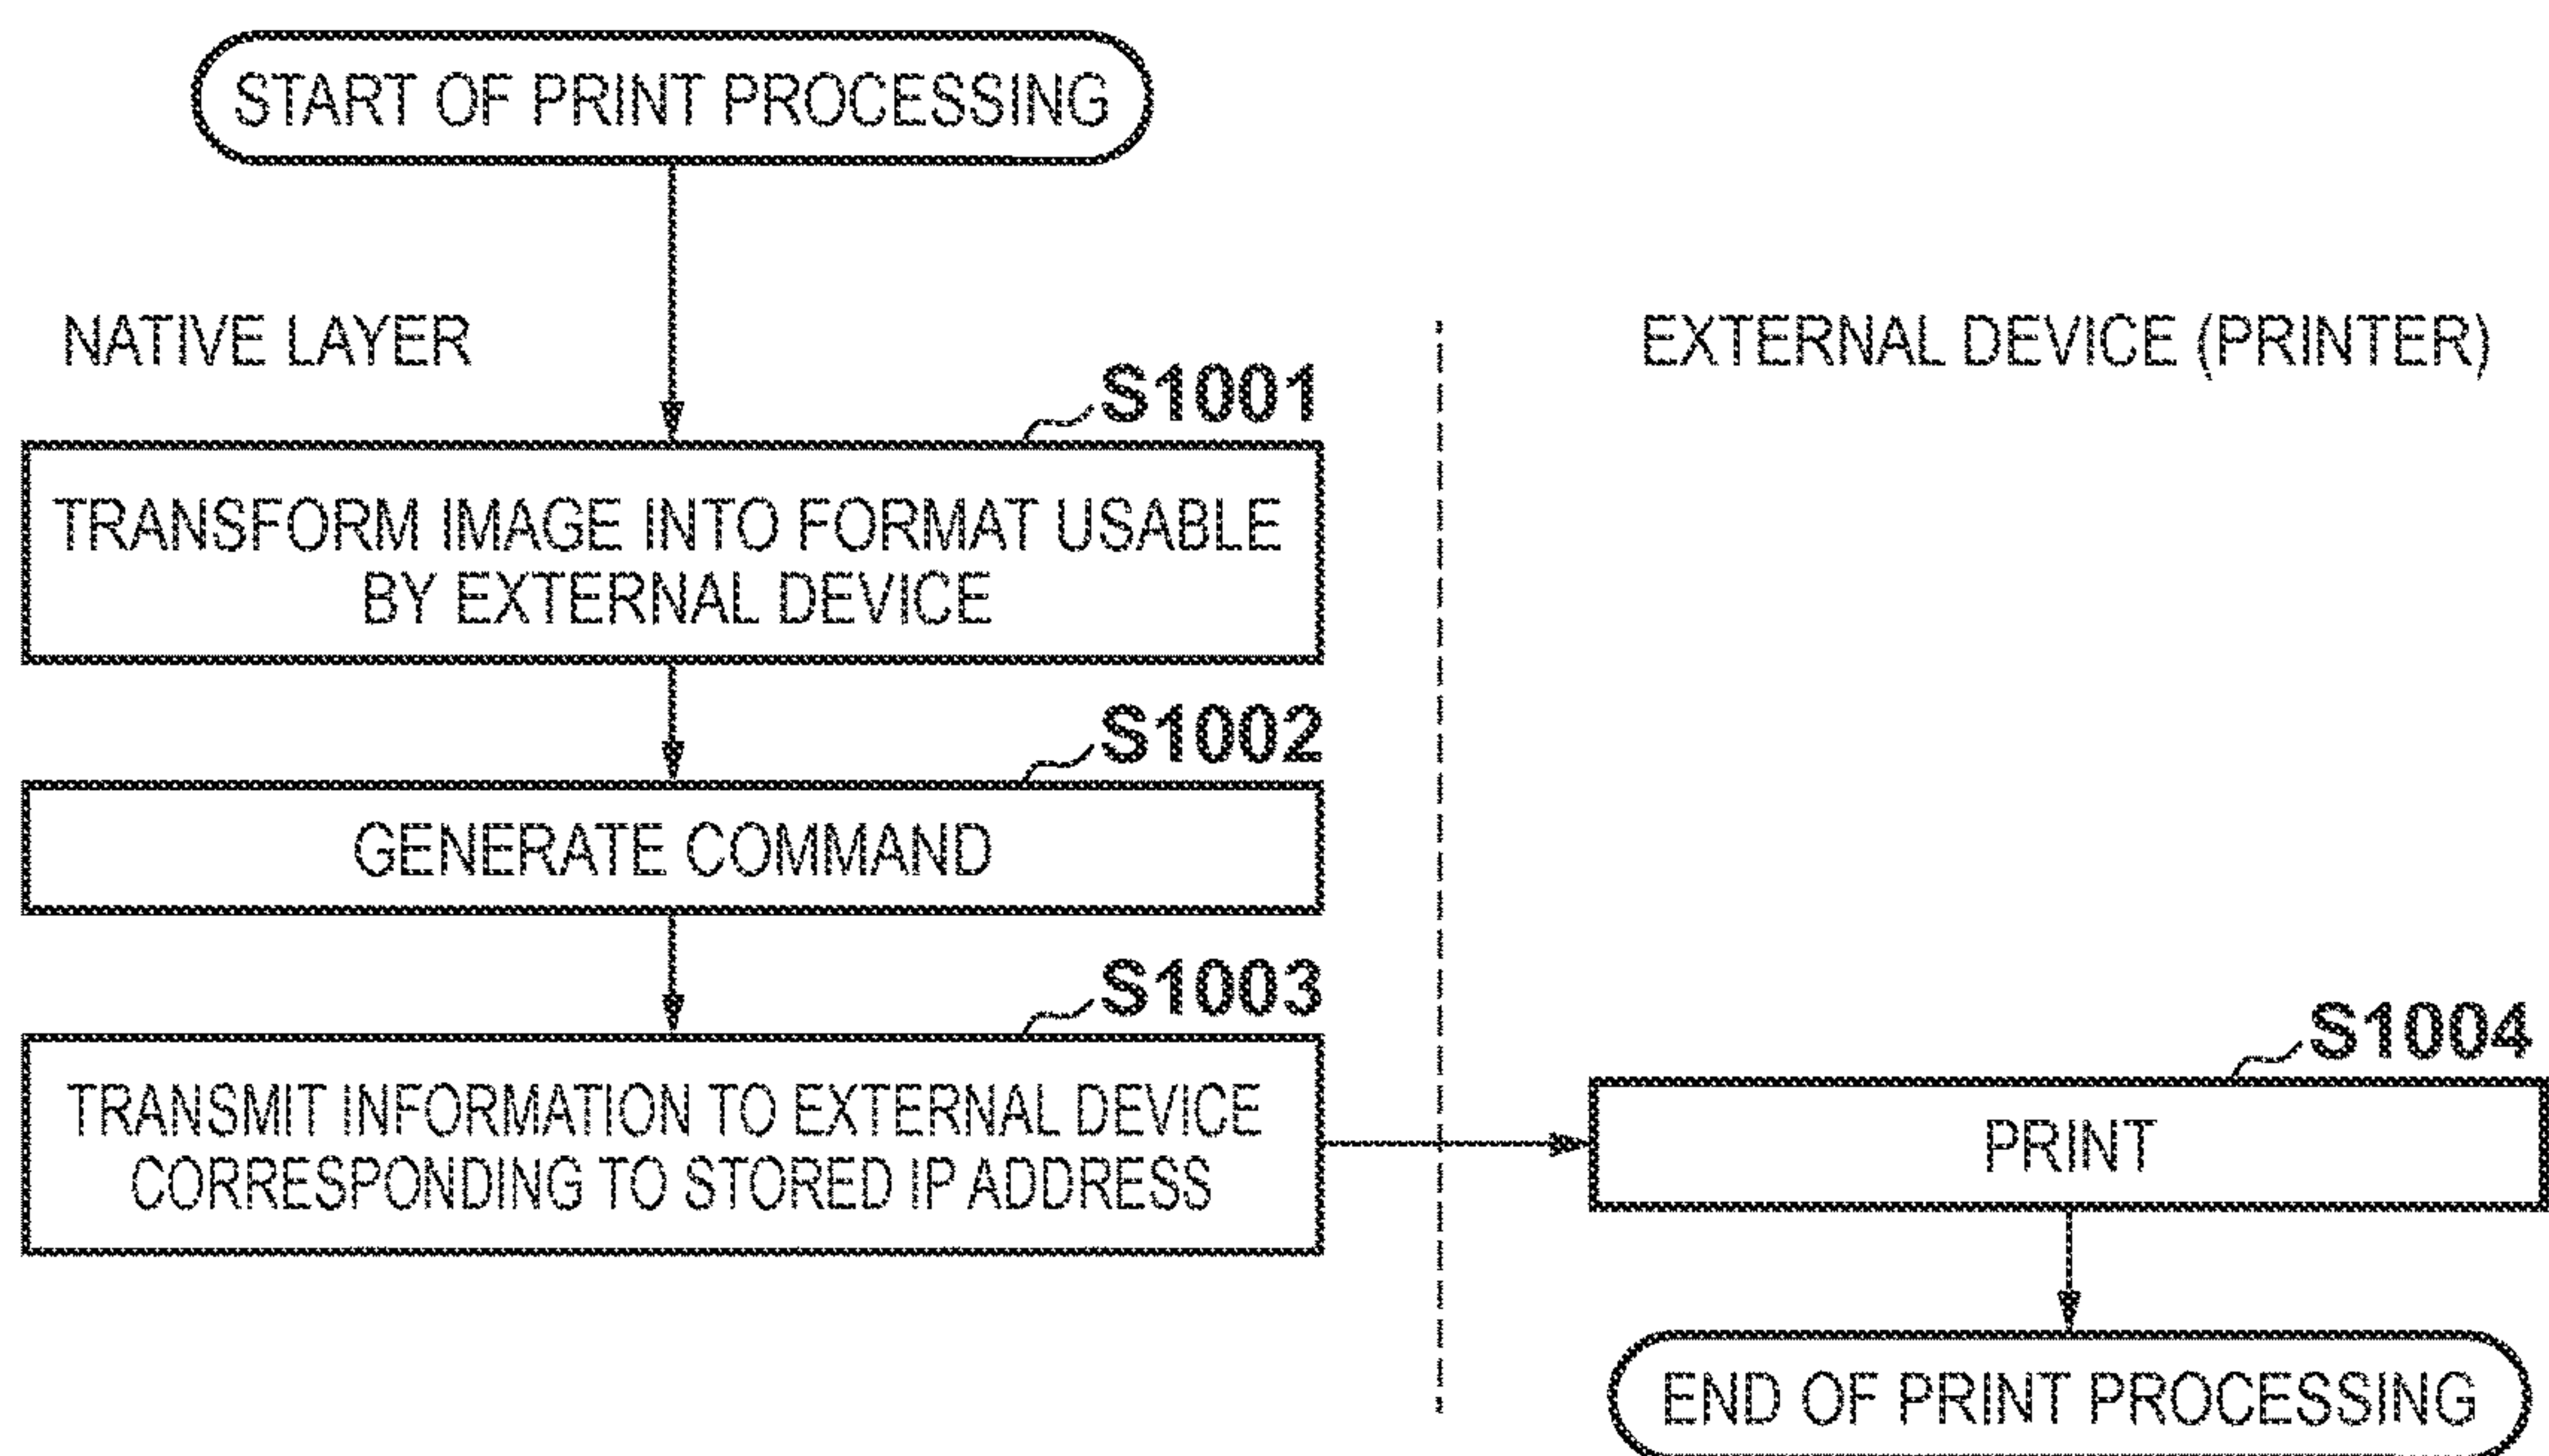 START OF PRINT PROCESSING
NATIVE LAYER
EXTERNAL DEVICE (PRINTER)
S1001
TRANSFORM IMAGE INTO FORMAT USABLE
BY EXTERNAL DEVICE
S1002
GENERATE COMMAND
S1003
TRANSMIT INFORMATION TO EXTERNAL DEVICE
CORRESPONDING TO STORED IP ADDRESS
S1004
PRINT
END OF PRINT PROCESSING